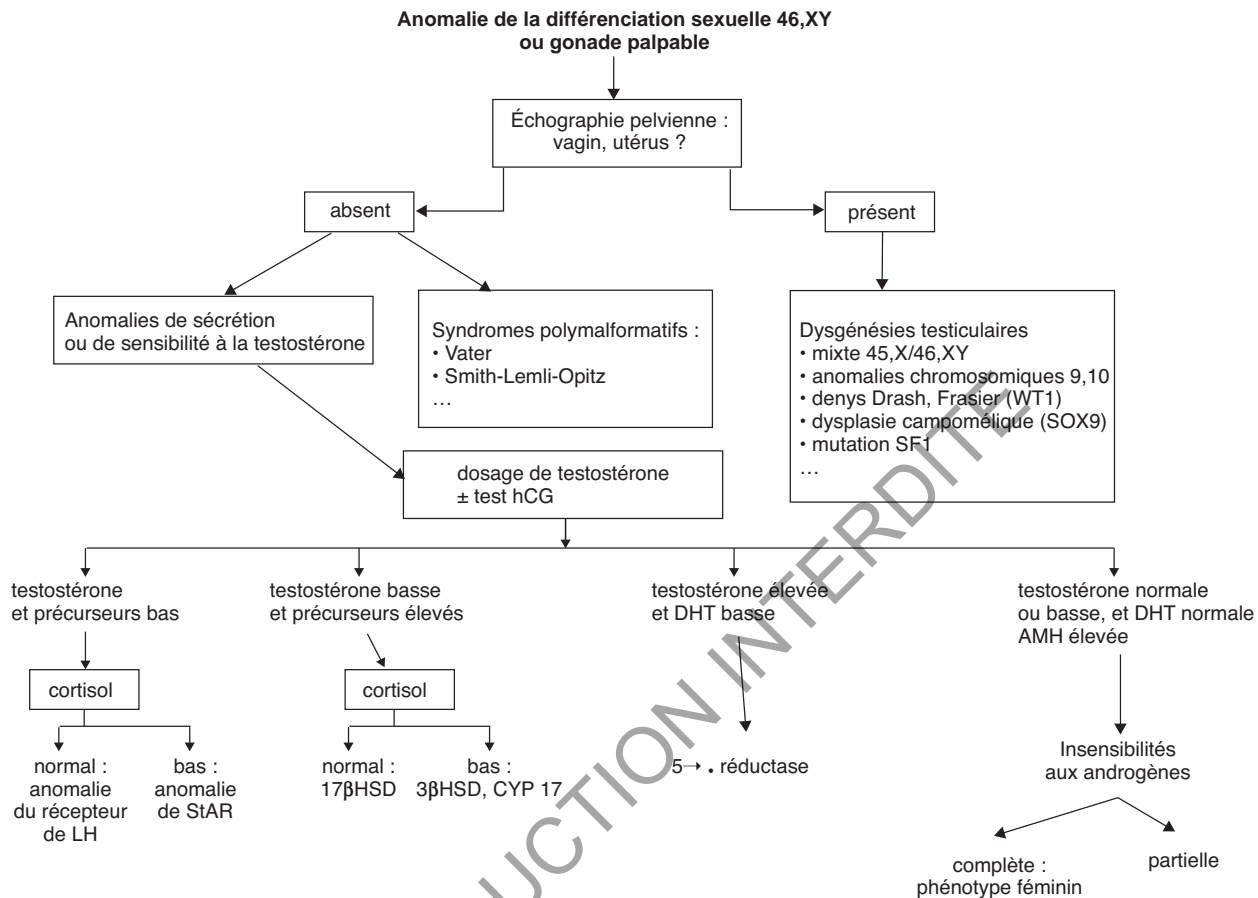 Anomalie de la différenciation sexuelle 46,XY
ou gonade palpable
Échographie pelvienne :
vagin, utérus ?
absent
présent
Anomalies de sécrétion
ou de sensibilité à la testostérone
Syndromes polymalformatifs :
• Vater
• Smith-Lemli-Opitz
…
Dysgénésies testiculaires
• mixte 45,X/46,XY
• anomalies chromosomiques 9,10
• denys Drash, Frasier (WT1)
• dysplasie campomélique (SOX9)
• mutation SF1
…
dosage de testostérone
± test hCG
testostérone
et précurseurs bas
testostérone basse
et précurseurs élevés
testostérone élevée
et DHT basse
testostérone normale
ou basse, et DHT normale
AMH élevée
cortisol
cortisol
normal :
anomalie
du récepteur
de LH
bas :
anomalie
de StAR
normal :
17βHSD
bas :
3βHSD, CYP 17
5→ . réductase
Insensibilités
aux androgènes
complète :
phénotype féminin
partielle
UCTION INTERDITE